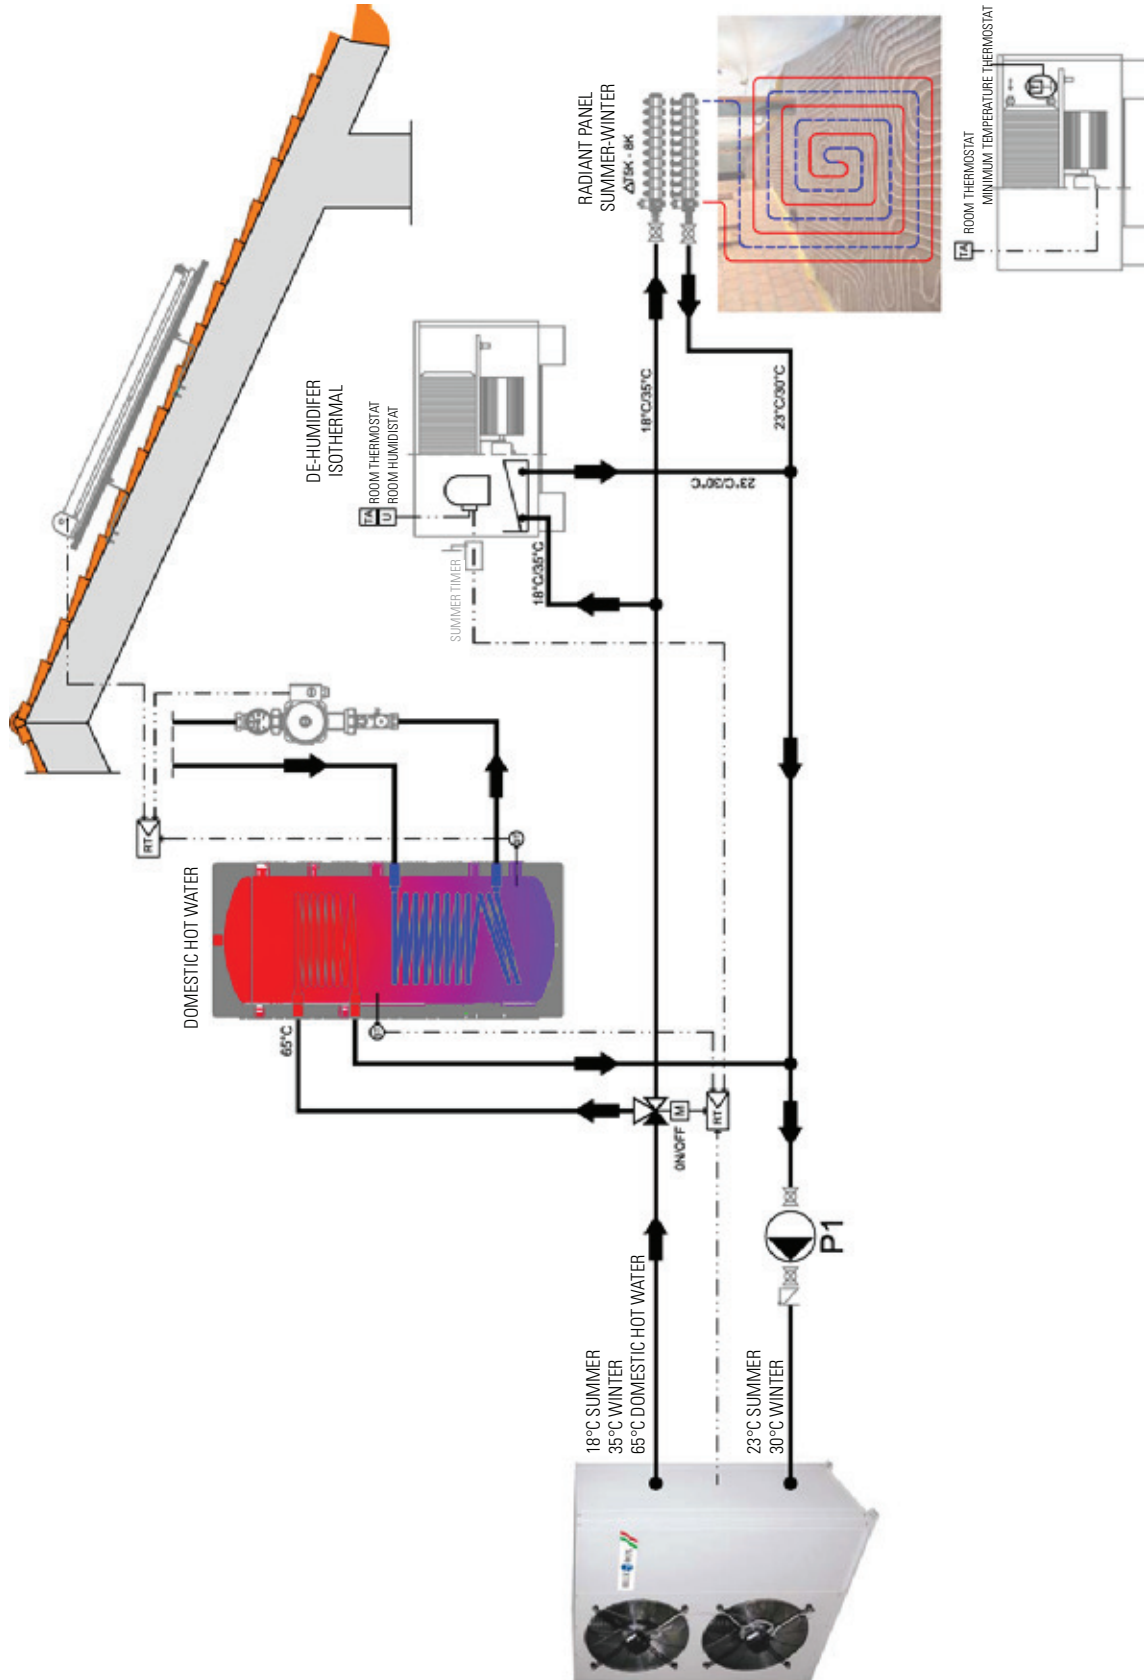 RADIANT PANEL
SUMMER-WINTER
△T5K - 8K
TA
ROOM THERMOSTAT
MINIMUM TEMPERATURE THERMOSTAT
DE-HUMIDIFER
ISOTHERMAL
TA
U
ROOM THERMOSTAT
ROOM HUMIDISTAT
SUMMER TIMER
18°C/35°C
18°C/35°C
23°C/30°C
23°C/30°C
RT
DOMESTIC HOT WATER
65°C
M
ON/OFF
RT
P1
18°C SUMMER
35°C WINTER
65°C DOMESTIC HOT WATER
23°C SUMMER
30°C WINTER